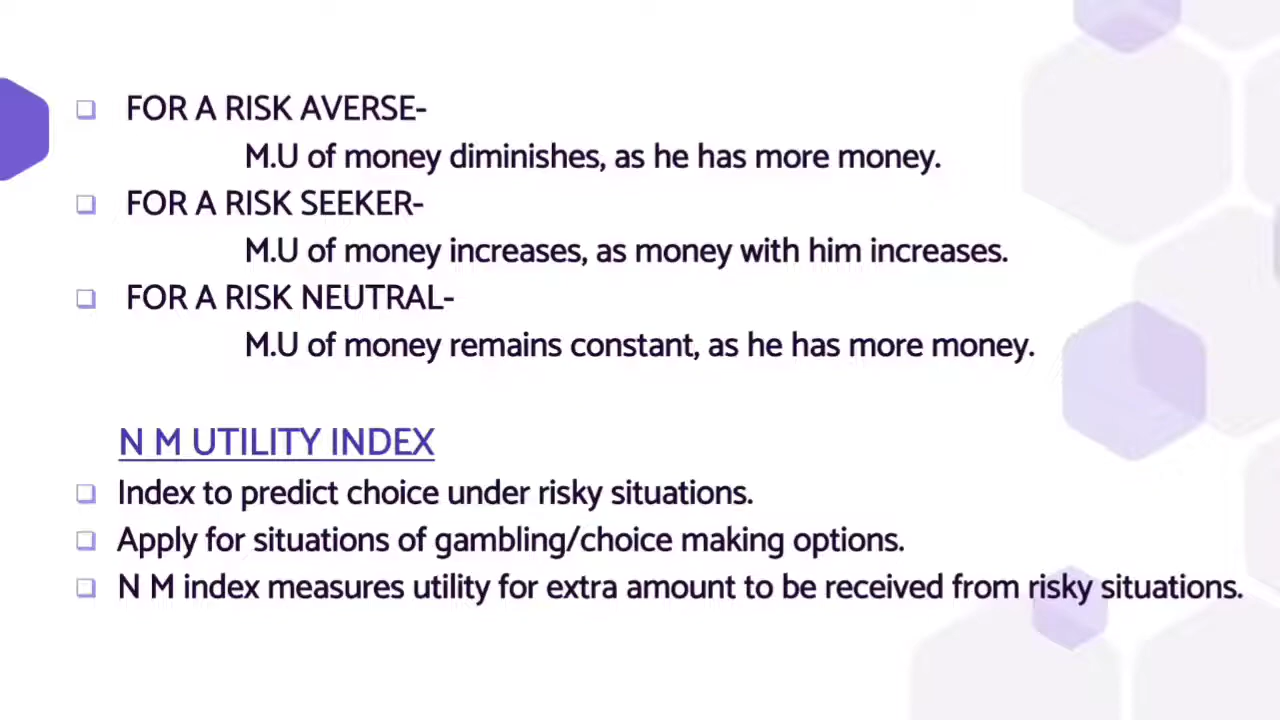 FOR A RISK AVERSE-
M.U of money diminishes, as he has more money.
FOR A RISK SEEKER-
M.U of money increases, as money with him increases.
FOR A RISK NEUTRAL-
M.U of money remains constant, as he has more money.
N M UTILITY INDEX
Index to predict choice under risky situations.
Apply for situations of gambling/choice making options.
N M index measures utility for extra amount to be received from risky situations.